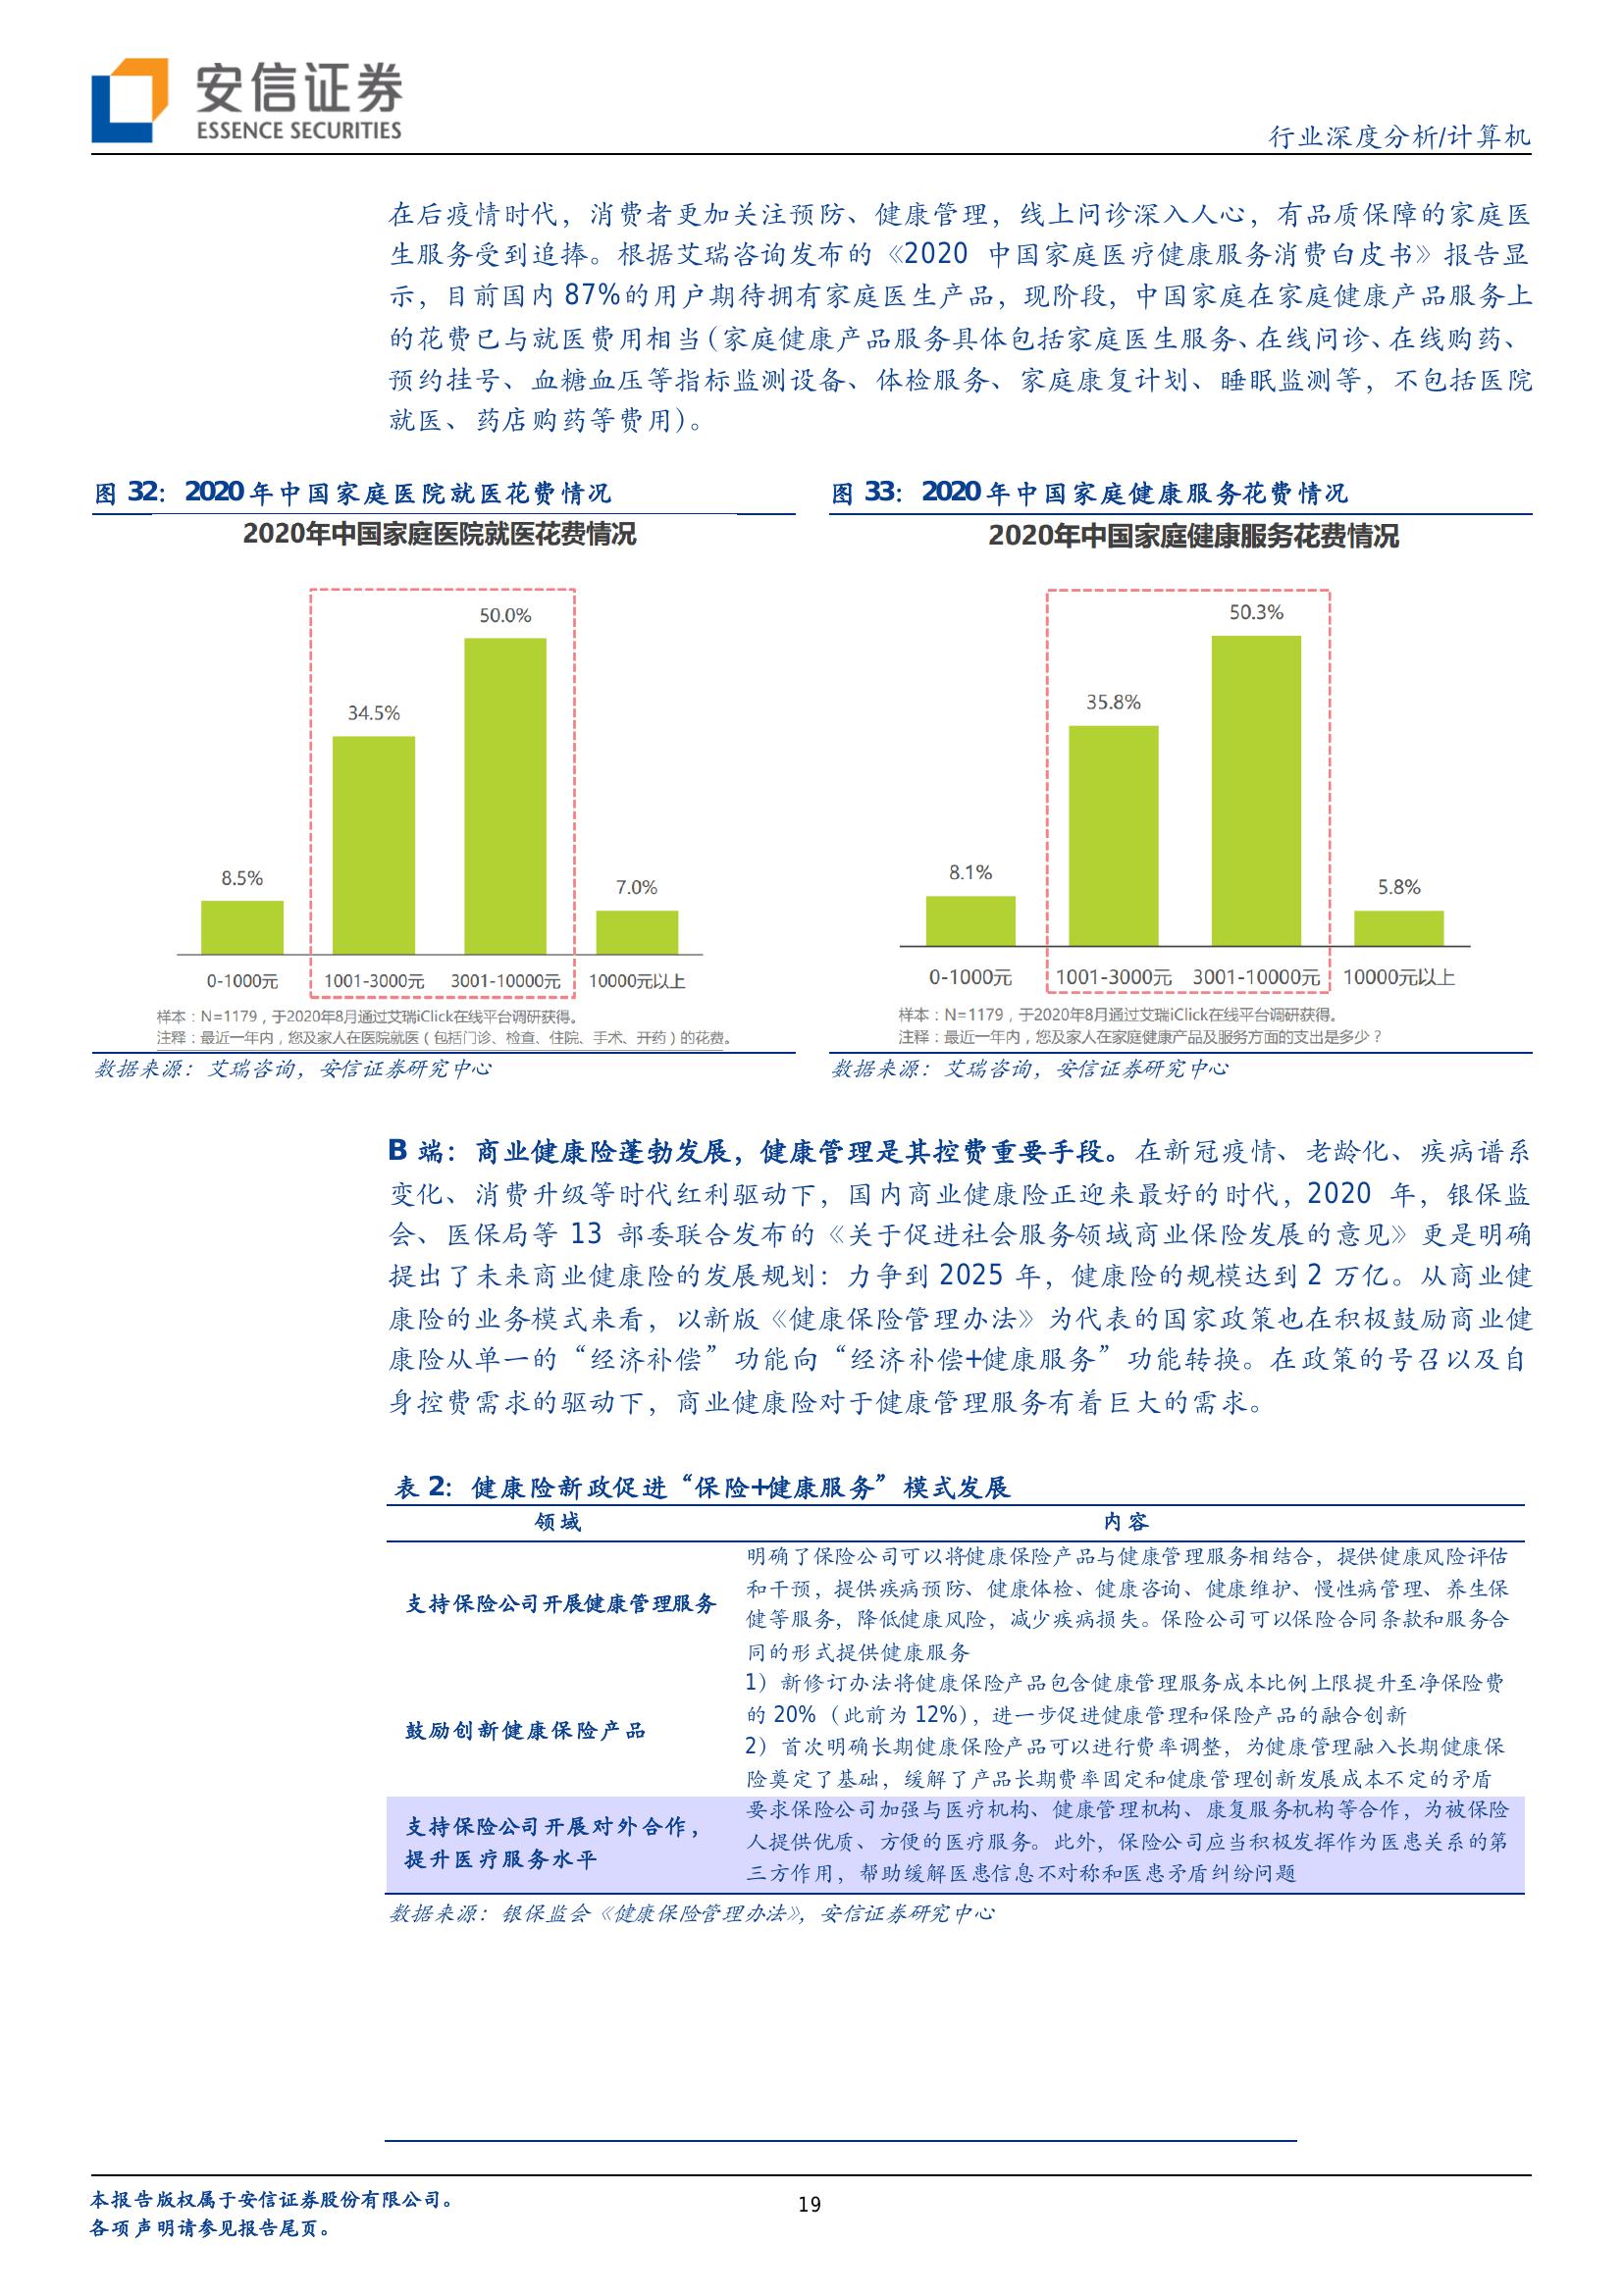 安信证券
ESSENCE SECURITIES
行业深度分析/计算机
在后疫情时代，消费者更加关注预防、健康管理，线上问诊深入人心，有品质保障的家庭医
生服务受到追捧。根据艾瑞咨询发布的《2020 中国家庭医疗健康服务消费白皮书》报告显
示，目前国内 87%的用户期待拥有家庭医生产品，现阶段，中国家庭在家庭健康产品服务上
的花费已与就医费用相当（家庭健康产品服务具体包括家庭医生服务、在线问诊、在线购药、
预约挂号、血糖血压等指标监测设备、体检服务、家庭康复计划、睡眠监测等，不包括医院
就医、药店购药等费用）。
图 32：2020 年中国家庭医院就医花费情况
2020年中国家庭医院就医花费情况
50.0%
34.5%
8.5%
7.0%
0-1000元 1001-3000元 3001-10000元 10000元以上
样本：N=1179，于2020年8月通过艾瑞iClick在线平台调研获得。
注释：最近一年内，您及家人在医院就医（包括门诊、检查、住院、手术、开药）的花费。
数据来源：艾瑞咨询，安信证券研究中心
图 33：2020 年中国家庭健康服务花费情况
2020年中国家庭健康服务花费情况
50.3%
35.8%
8.1%
5.8%
0-1000元 1001-3000元 3001-10000元 10000元以上
样本：N=1179，于2020年8月通过艾瑞iClick在线平台调研获得。
注释：最近一年内，您及家人在家庭健康产品及服务方面的支出是多少？
数据来源：艾瑞咨询，安信证券研究中心
B 端：商业健康险蓬勃发展，健康管理是其控费重要手段。在新冠疫情、老龄化、疾病谱系
变化、消费升级等时代红利驱动下，国内商业健康险正迎来最好的时代，2020 年，银保监
会、医保局等 13 部委联合发布的《关于促进社会服务领域商业保险发展的意见》更是明确
提出了未来商业健康险的发展规划：力争到 2025 年，健康险的规模达到 2 万亿。从商业健
康险的业务模式来看，以新版《健康保险管理办法》为代表的国家政策也在积极鼓励商业健
康险从单一的“经济补偿”功能向“经济补偿+健康服务”功能转换。在政策的号召以及自
身控费需求的驱动下，商业健康险对于健康管理服务有着巨大的需求。
表 2：健康险新政促进“保险+健康服务”模式发展
领域 内容
支持保险公司开展健康管理服务
明确了保险公司可以将健康保险产品与健康管理服务相结合，提供健康风险评估
和干预，提供疾病预防、健康体检、健康咨询、健康维护、慢性病管理、养生保
健等服务，降低健康风险，减少疾病损失。保险公司可以保险合同条款和服务合
同的形式提供健康服务
鼓励创新健康保险产品
1）新修订办法将健康保险产品包含健康管理服务成本比例上限提升至净保险费
的 20%（此前为 12%），进一步促进健康管理和保险产品的融合创新
2）首次明确长期健康保险产品可以进行费率调整，为健康管理融入长期健康保
险奠定了基础，缓解了产品长期费率固定和健康管理创新发展成本不定的矛盾
支持保险公司开展对外合作，
提升医疗服务水平
要求保险公司加强与医疗机构、健康管理机构、康复服务机构等合作，为被保险
人提供优质、方便的医疗服务。此外，保险公司应当积极发挥作为医患关系的第
三方作用，帮助缓解医患信息不对称和医患矛盾纠纷问题
数据来源：银保监会《健康保险管理办法》，安信证券研究中心
本报告版权属于安信证券股份有限公司。
各项声明请参见报告尾页。
19